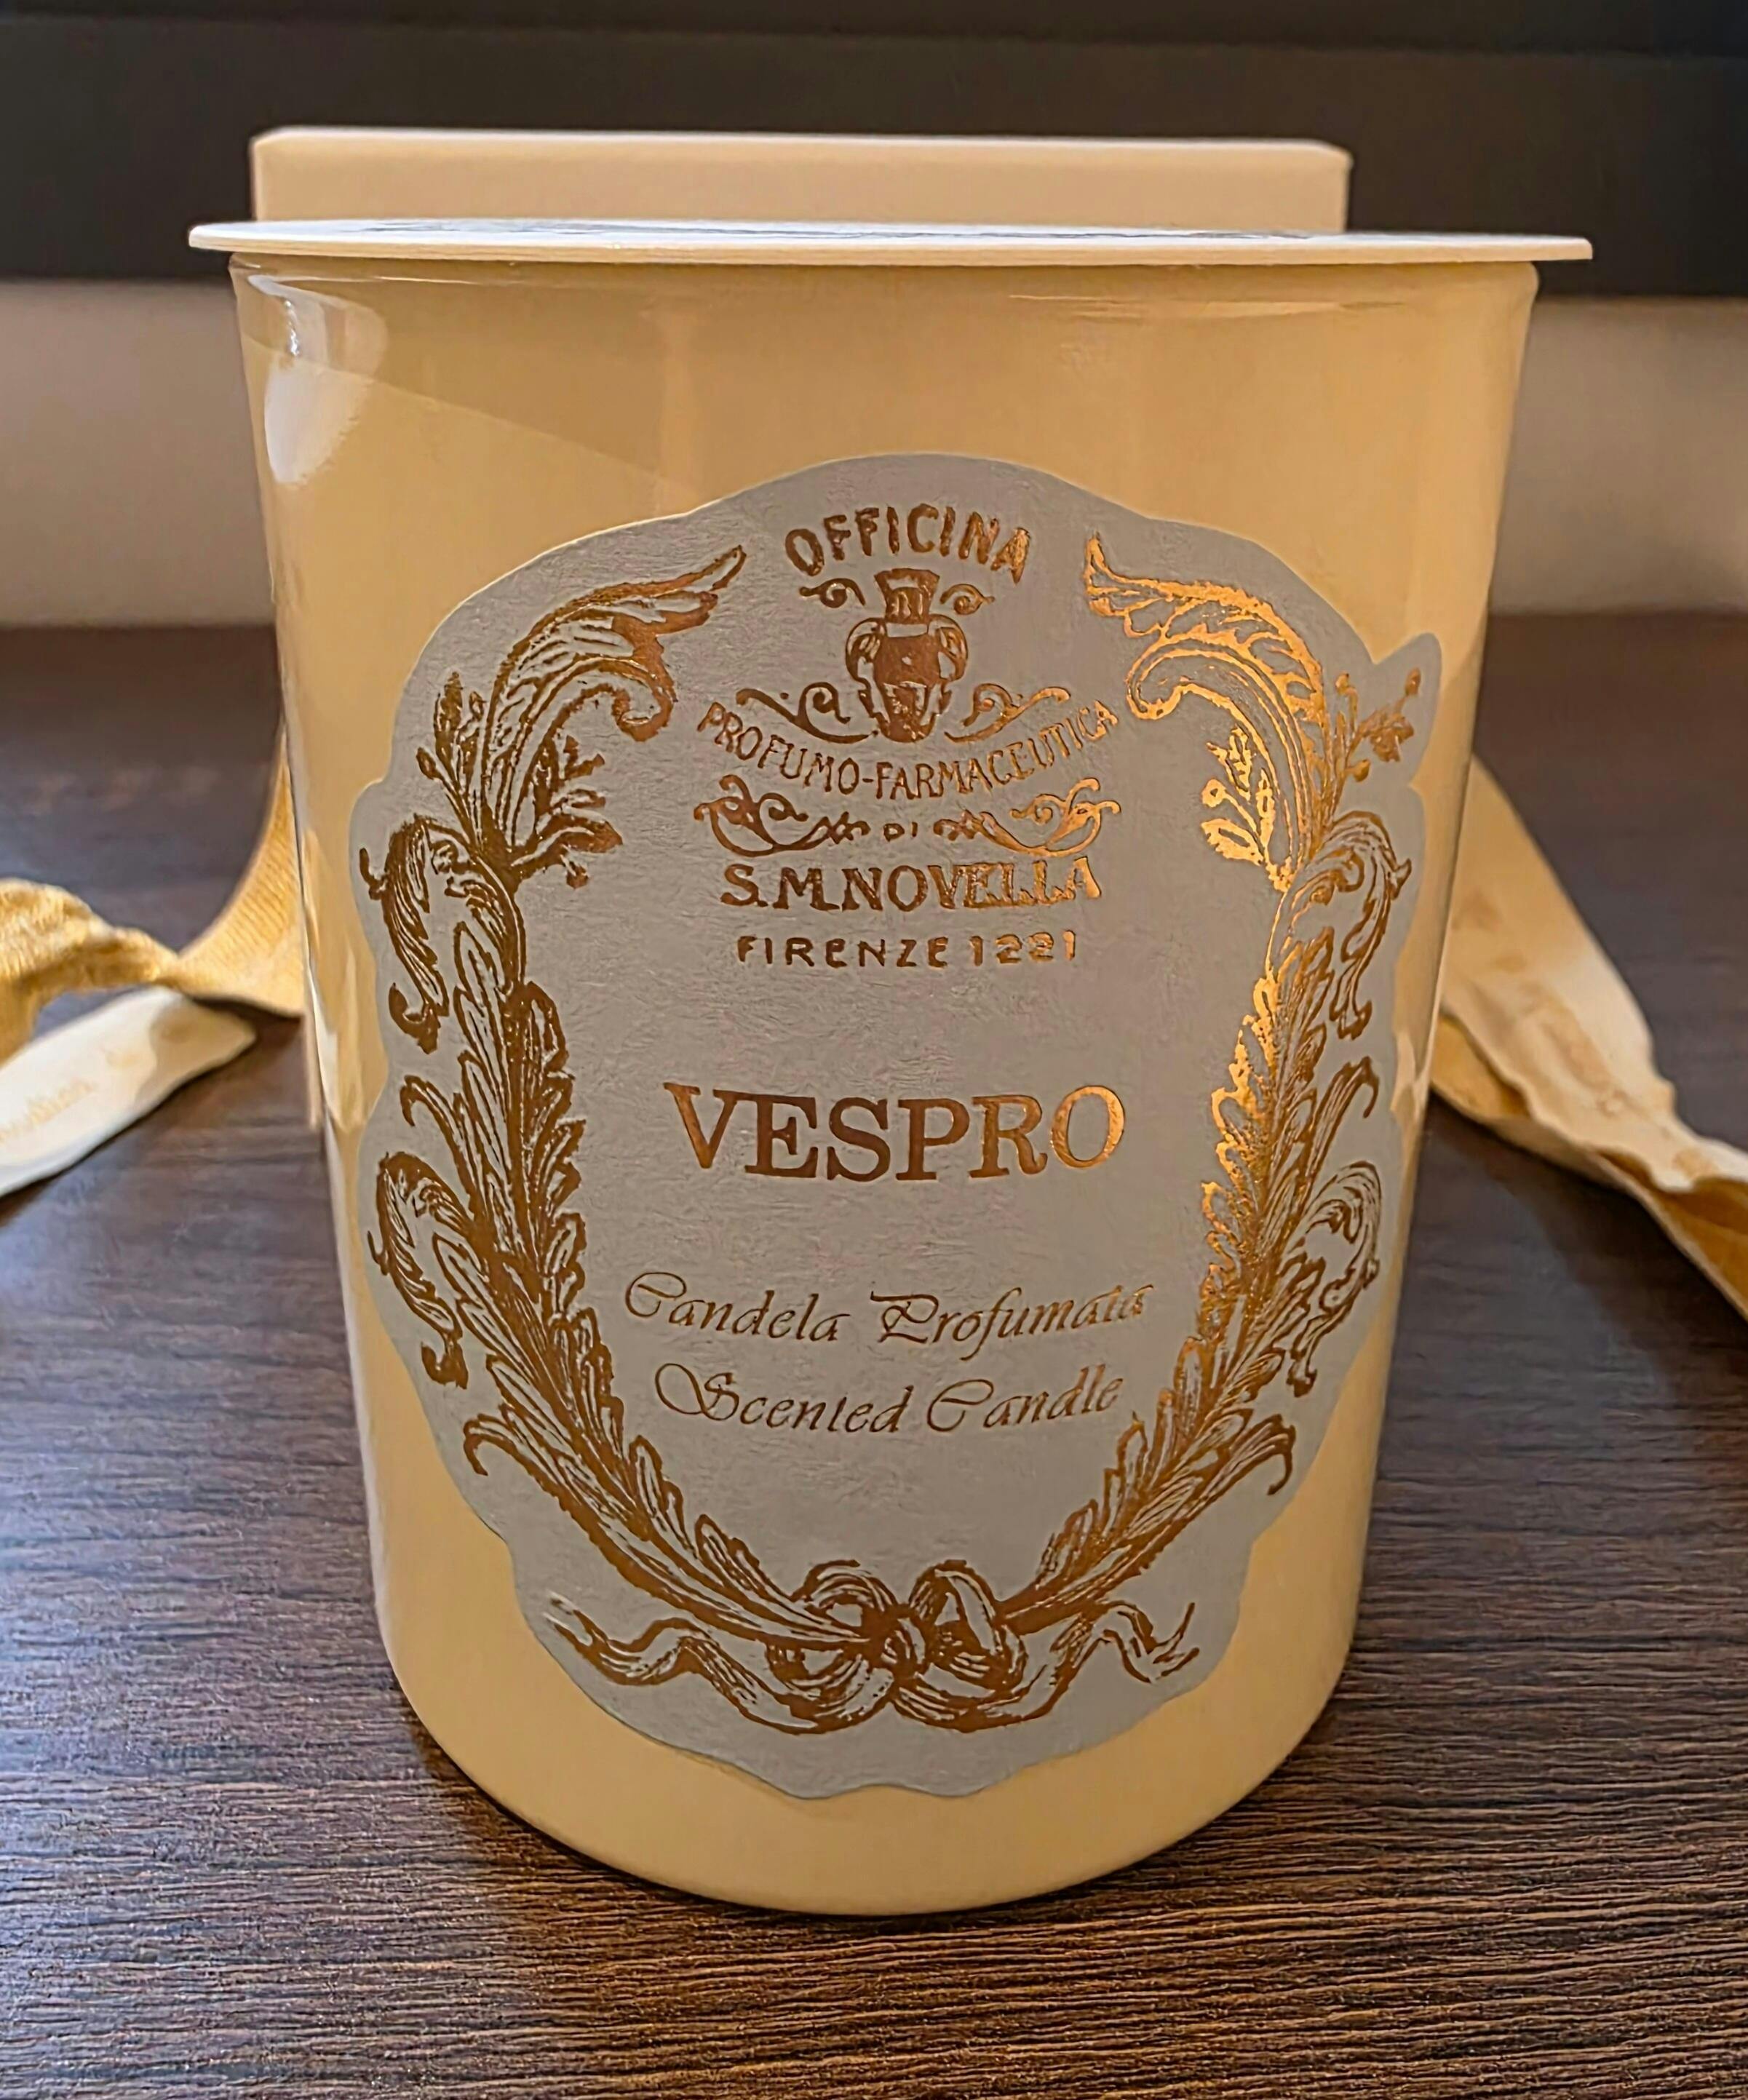 OFFICINA
PROFUMO-FARMACEUTICA
DI
S.M.NOVELLA
FIRENZE 1221
VESPRO
Candela Profumata
Scented Candle